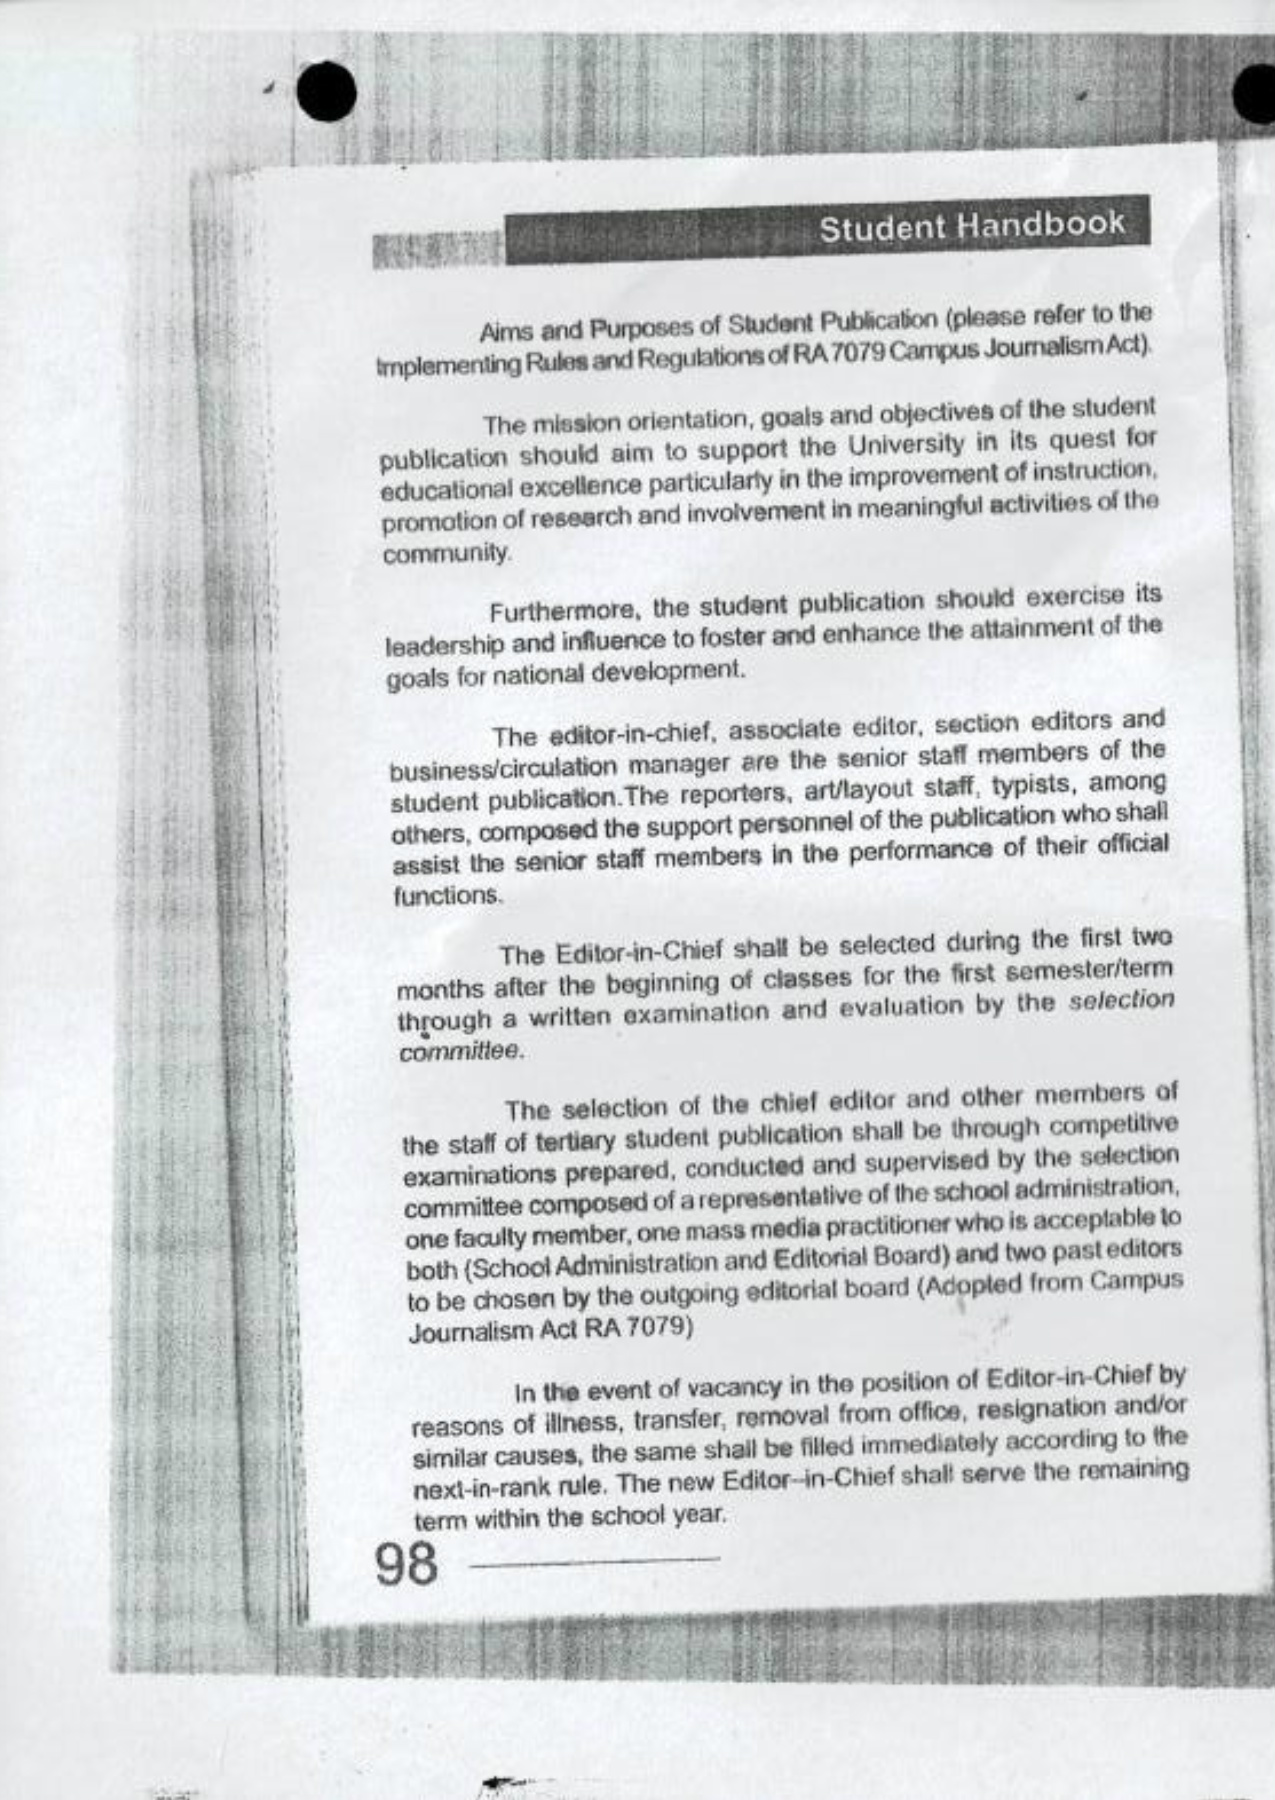 Student Handbook
Aims and Purposes of Student Publication (please refer to the
Implementing Rules and Regulations of RA 7079 Campus Journalism Act).
The mission orientation, goals and objectives of the student
publication should aim to support the University in its quest for
educational excellence particularly in the improvement of instruction,
promotion of research and involvement in meaningful activities of the
community.
Furthermore, the student publication should exercise its
leadership and influence to foster and enhance the attainment of the
goals for national development.
The editor-in-chief, associate editor, section editors and
business/circulation manager are the senior staff members of the
student publication.The reporters, art/layout staff, typists, among
others, composed the support personnel of the publication who shall
assist the senior staff members in the performance of their official
functions.
The Editor-in-Chief shall be selected during the first two
months after the beginning of classes for the first semester/term
through a written examination and evaluation by the selection
committee.
The selection of the chief editor and other members of
the staff of tertiary student publication shall be through competitive
examinations prepared, conducted and supervised by the selection
committee composed of a representative of the school administration,
one faculty member, one mass media practitioner who is acceptable to
both (School Administration and Editorial Board) and two past editors
to be chosen by the outgoing editorial board (Adopted from Campus
Journalism Act RA 7079)
In the event of vacancy in the position of Editor-in-Chief by
reasons of illness, transfer, removal from office, resignation and/or
similar causes, the same shall be filled immediately according to the
next-in-rank rule. The new Editor--in-Chief shall serve the remaining
term within the school year.
98